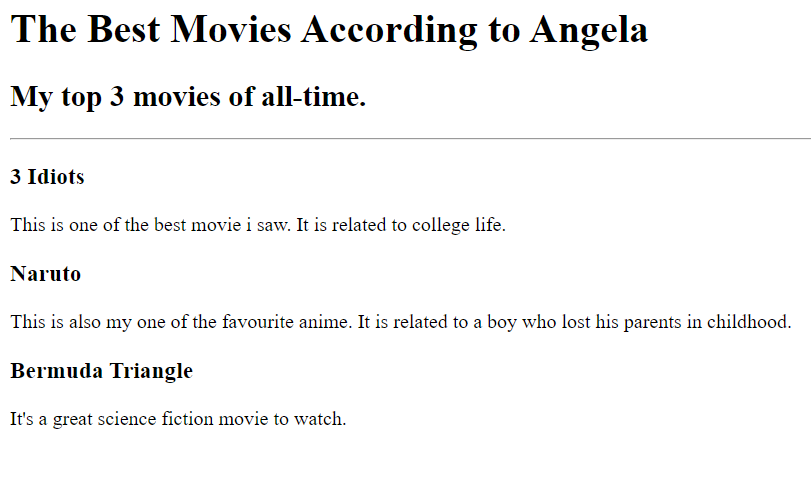 The Best Movies According to Angela
My top 3 movies of all-time.
3 Idiots
This is one of the best movie i saw. It is related to college life.
Naruto
This is also my one of the favourite anime. It is related to a boy who lost his parents in childhood.
Bermuda Triangle
It's a great science fiction movie to watch.